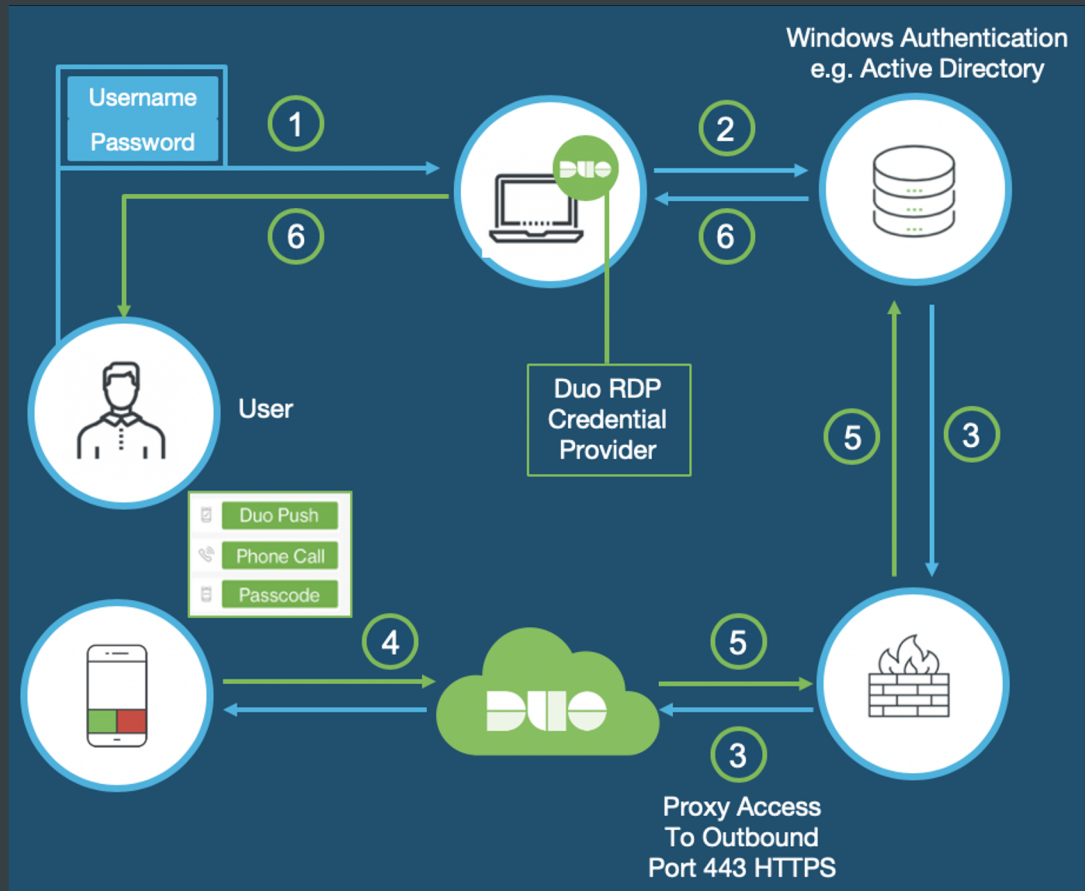 Windows Authentication
e.g. Active Directory
Username
Password
1
2
DUO
6
6
User
Duo RDP
Credential
Provider
5
3
Duo Push
Phone Call
Passcode
4
5
DUO
3
Proxy Access
To Outbound
Port 443 HTTPS